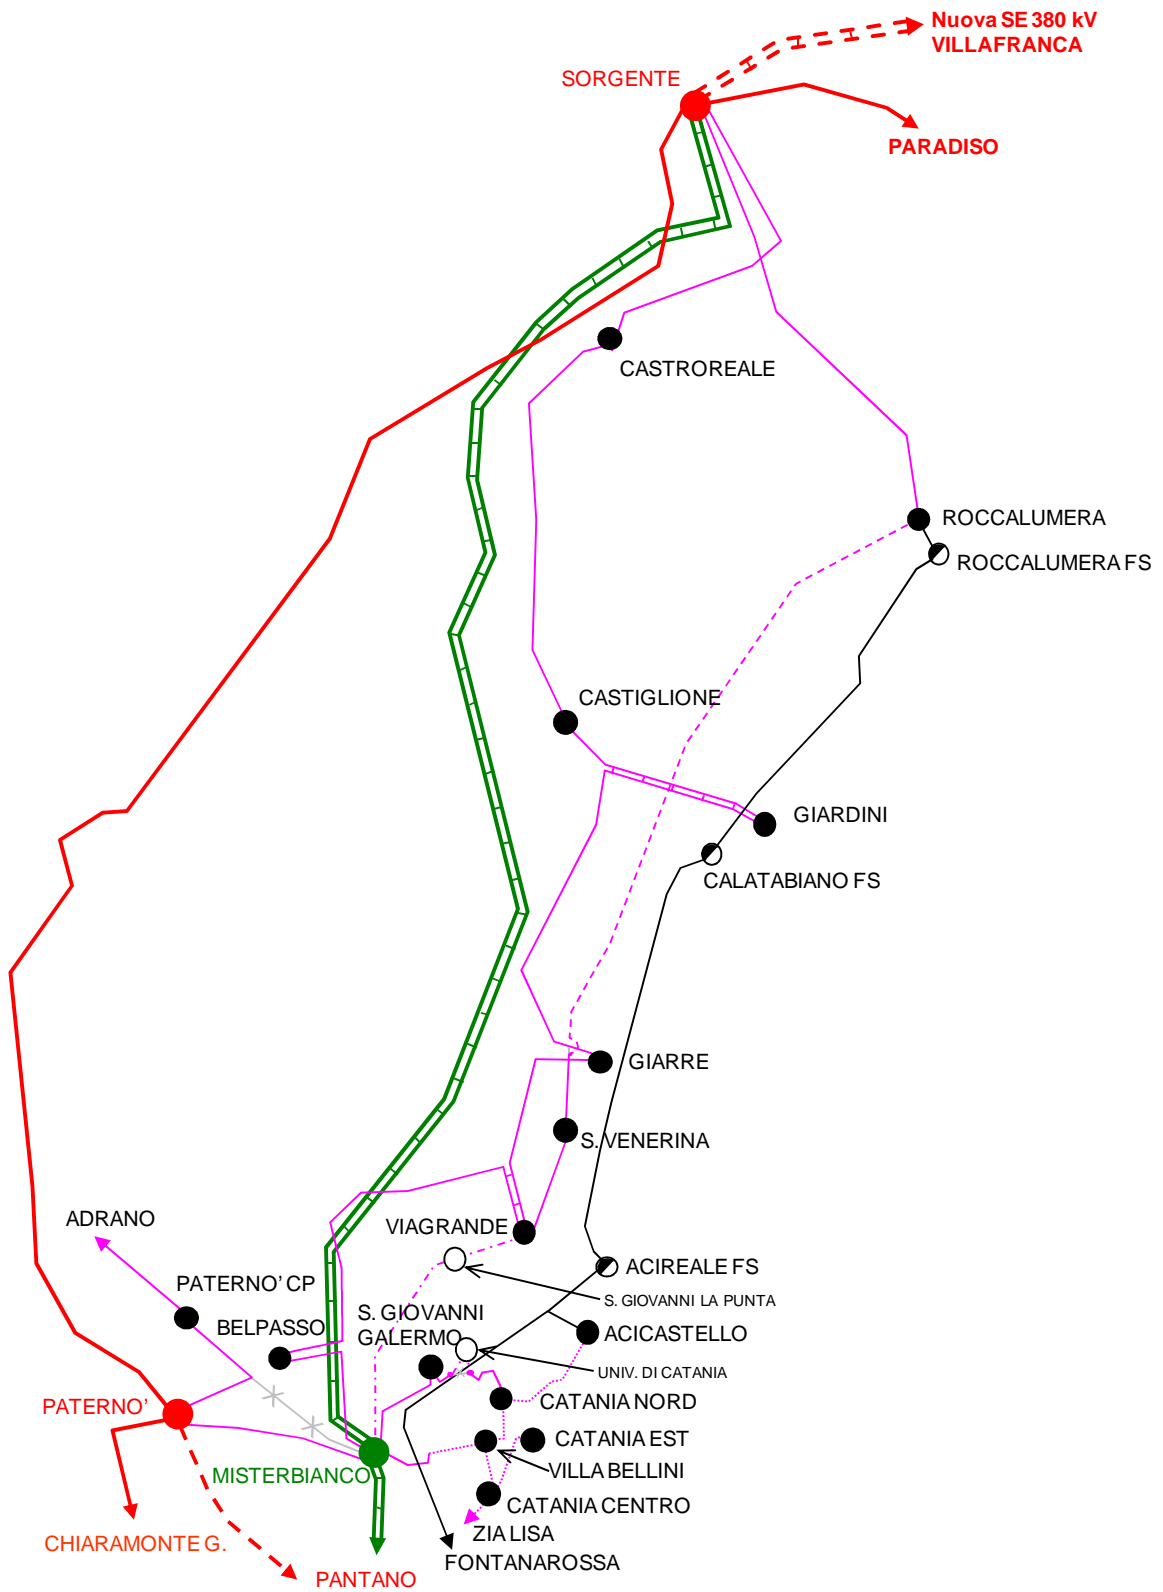 Nuova SE 380 kV
VILLAFRANCA
SORGENTE
PARADISO
CASTROREALE
ROCCALUMERA
ROCCALUMERA FS
CASTIGLIONE
GIARDINI
CALATABIANO FS
GIARRE
S. VENERINA
ADRANO
VIAGRANDE
ACIREALE FS
PATERNO' CP
S. GIOVANNI LA PUNTA
BELPASSO
S. GIOVANNI
GALERMO
ACICASTELLO
UNIV. DI CATANIA
PATERNO'
CATANIA NORD
CATANIA EST
VILLA BELLINI
MISTERBIANCO
CATANIA CENTRO
ZIA LISA
CHIARAMONTE G.
FONTANAROSSA
PANTANO